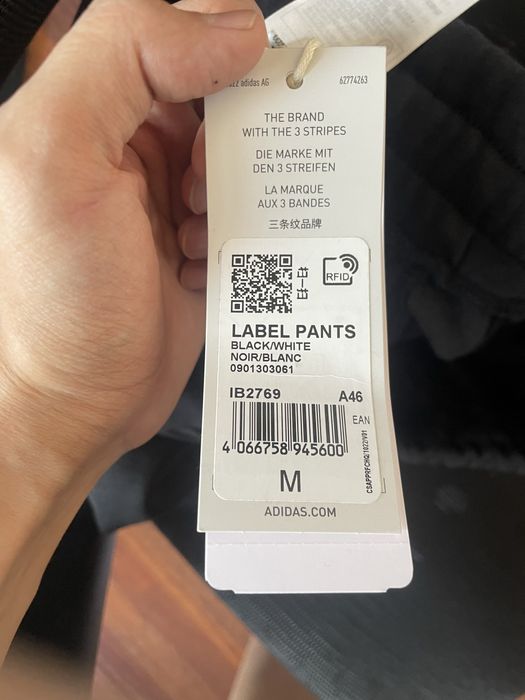 adidas AG 62774263
THE BRAND
WITH THE 3 STRIPES
DIE MARKE MIT
DEN 3 STREIFEN
LA MARQUE
AUX 3 BANDES
三条纹品牌
RFID
LABEL PANTS
BLACK/WHITE
NOIR/BLANC
0901303061
IB2769 A46
EAN
4 066758 945600
M
CSAPPRFCHQ/1022IV01
ADIDAS.COM